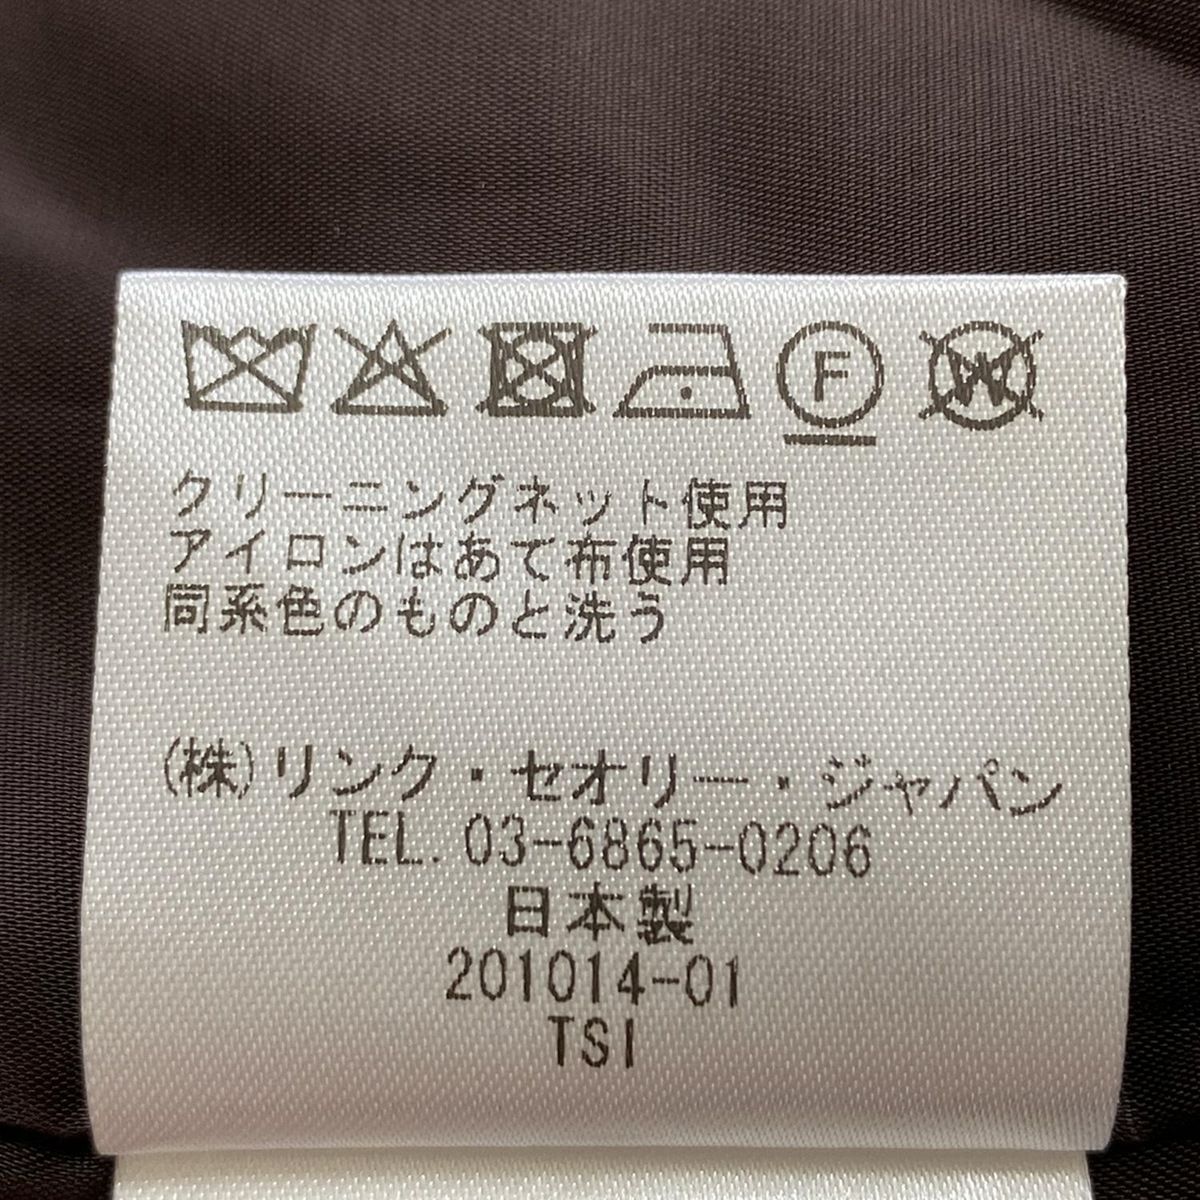 F W
クリーニングネット使用
アイロンはあて布使用
同系色のものと洗う
(株)リンク・セオリー・ジャパン
TEL. 03-6865-0206
日本製
201014-01
TSI